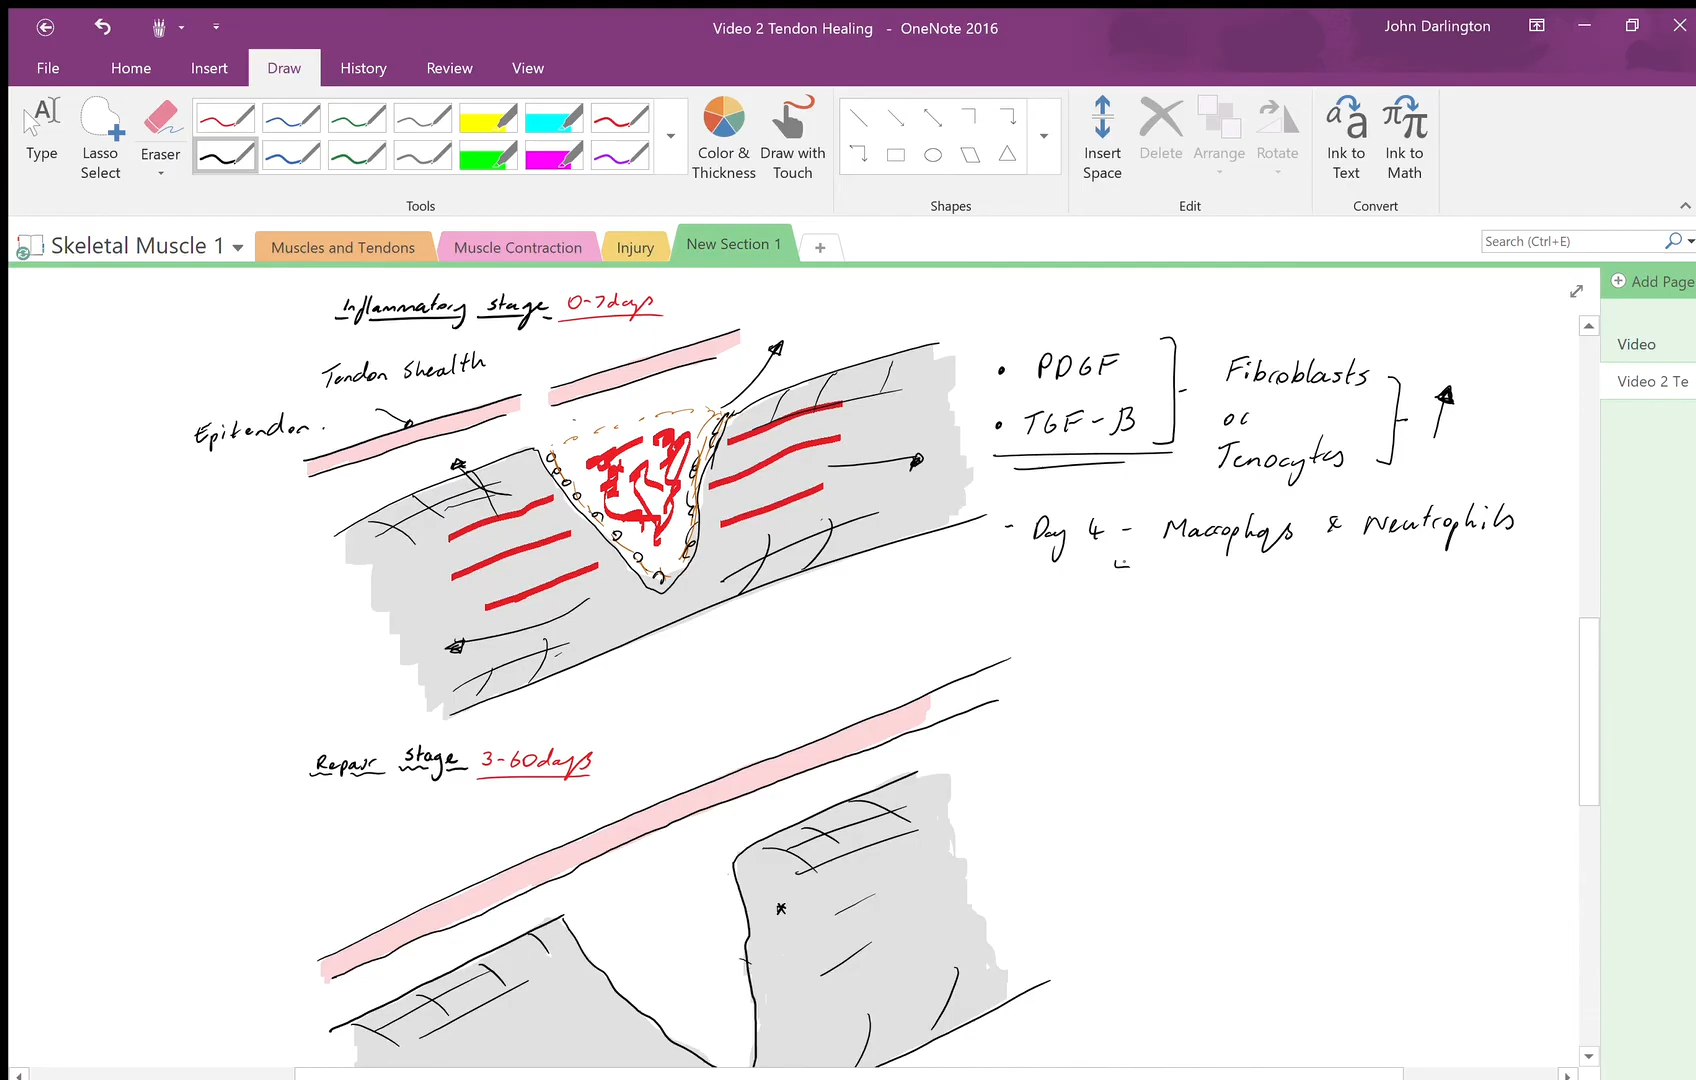 Video 2 Tendon Healing - OneNote 2016
John Darlington
File Home Insert Draw History Review View
Type
Lasso Select
Eraser
Color & Thickness
Draw with Touch
Insert Space
Delete
Arrange
Rotate
Ink to Text
Ink to Math
Tools
Shapes
Edit
Convert
Skeletal Muscle 1
Muscles and Tendons
Muscle Contraction
Injury
New Section 1
Search (Ctrl+E)
Add Page
Video
Video 2 Te
Inflammatory stage 0-7days
Tendon Shealth
Epitendon.
• PDGF
• TGF-β
Fibroblasts
or
Tenocytes
- Day 4 - Macrophqs & Neutrophils
Repair stage 3-60days